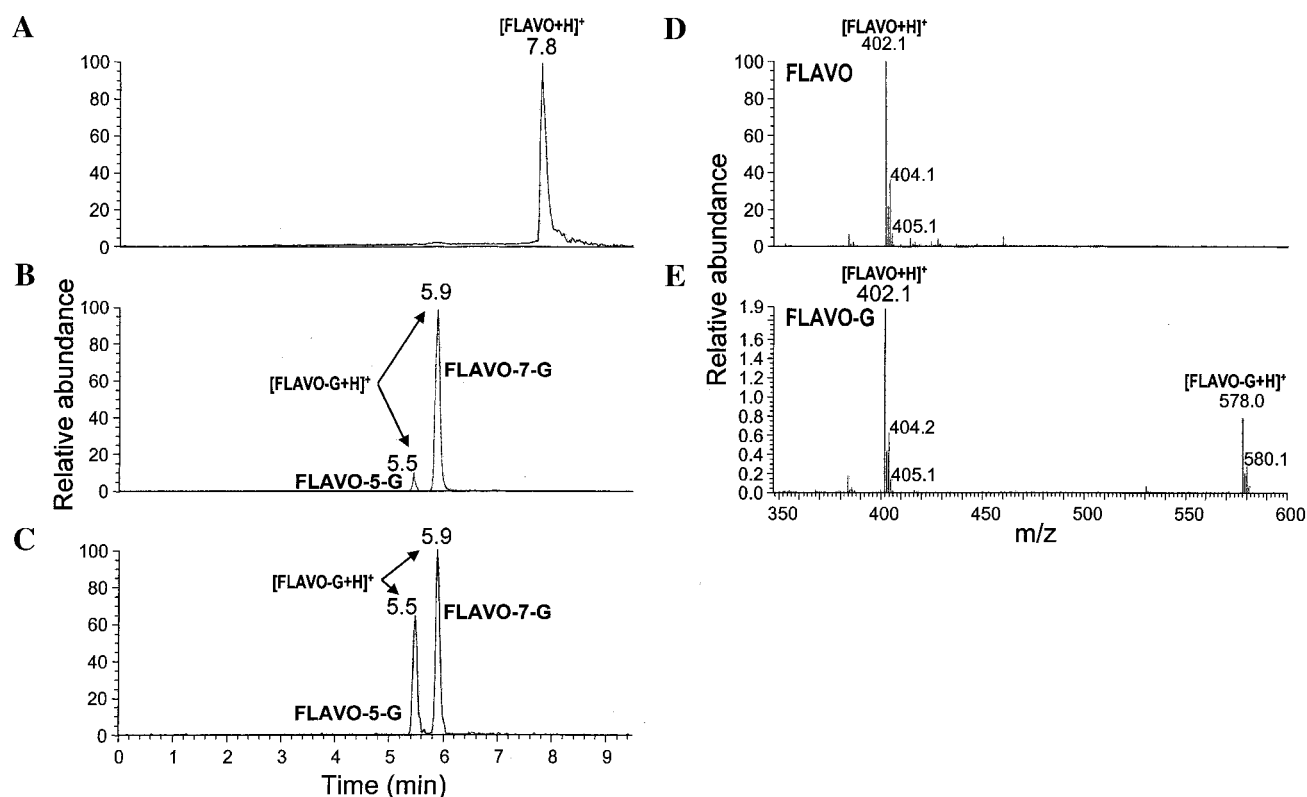 A
[FLAVO+H]+
7.8
100
80
60
40
20
0
B
5.9
100
80
60
40
20
0
[FLAVO-G+H]+
FLAVO-7-G
5.5
FLAVO-5-G
Relative abundance
C
5.9
100
80
60
40
20
0
[FLAVO-G+H]+
5.5
FLAVO-7-G
FLAVO-5-G
0 1 2 3 4 5 6 7 8 9
Time (min)
D
[FLAVO+H]+
402.1
100
80
60
40
20
0
FLAVO
404.1
405.1
Relative abundance
E
[FLAVO+H]+
402.1
1.9
1.6
1.4
1.2
1.0
0.8
0.6
0.4
0.2
0.0
FLAVO-G
404.2
405.1
[FLAVO-G+H]+
578.0
580.1
350 400 450 500 550 600
m/z